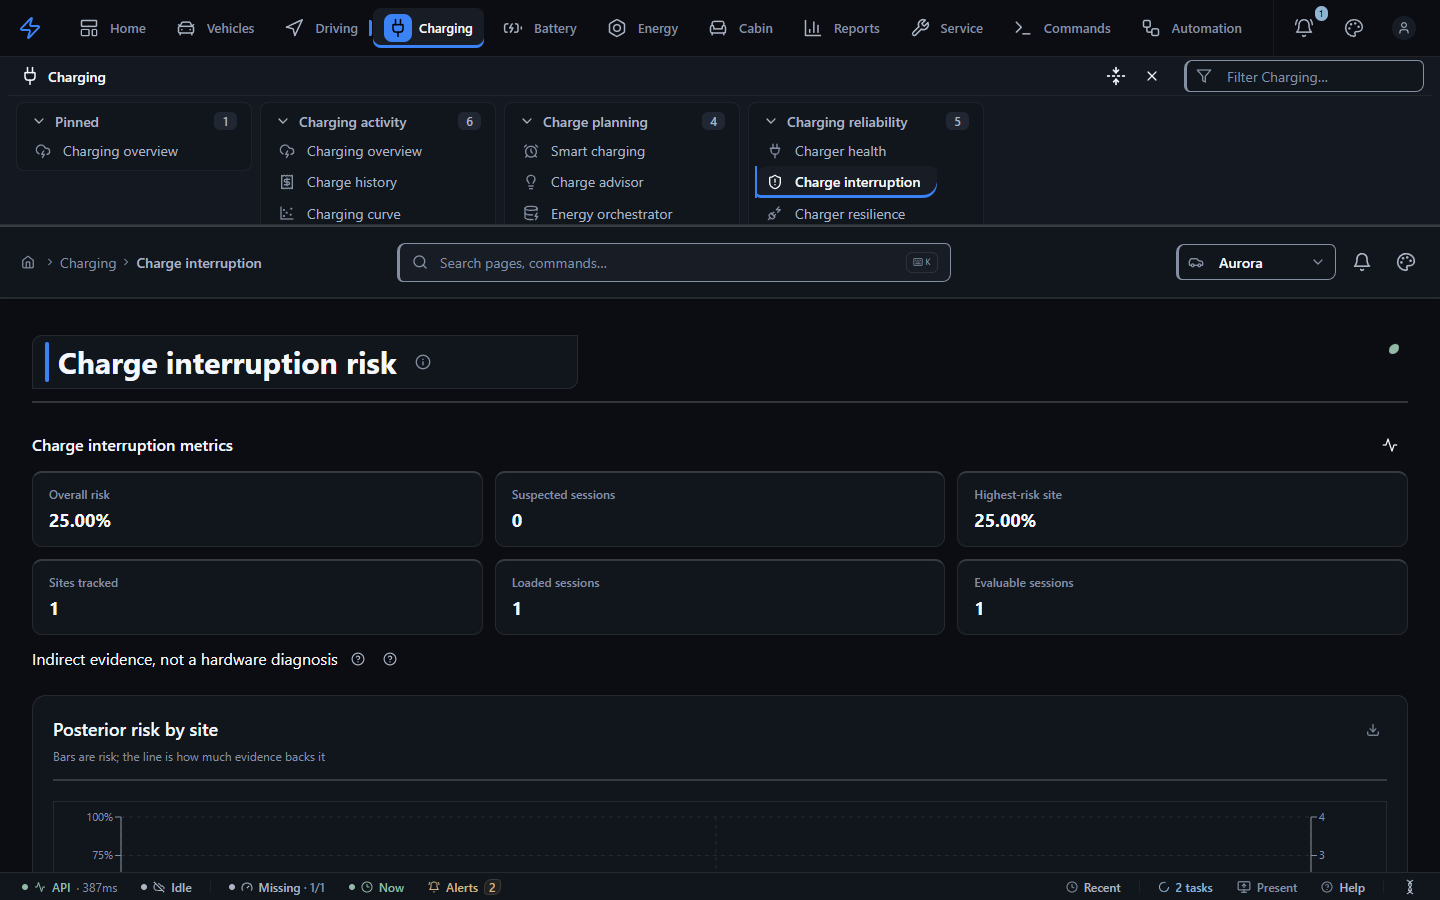 Home
Vehicles
Driving
Charging
Battery
Energy
Cabin
Reports
Service
Commands
Automation
1
Charging
Filter Charging...
Pinned 1
Charging overview
Charging activity 6
Charging overview
Charge history
Charging curve
Charge planning 4
Smart charging
Charge advisor
Energy orchestrator
Charging reliability 5
Charger health
Charge interruption
Charger resilience
Charging
Charge interruption
Search pages, commands...
K
Aurora
Charge interruption risk
Charge interruption metrics
Overall risk
25.00%
Suspected sessions
0
Highest-risk site
25.00%
Sites tracked
1
Loaded sessions
1
Evaluable sessions
1
Indirect evidence, not a hardware diagnosis
Posterior risk by site
Bars are risk; the line is how much evidence backs it
100%
4
75%
3
API · 387ms
Idle
Missing · 1/1
Now
Alerts 2
Recent
2 tasks
Present
Help